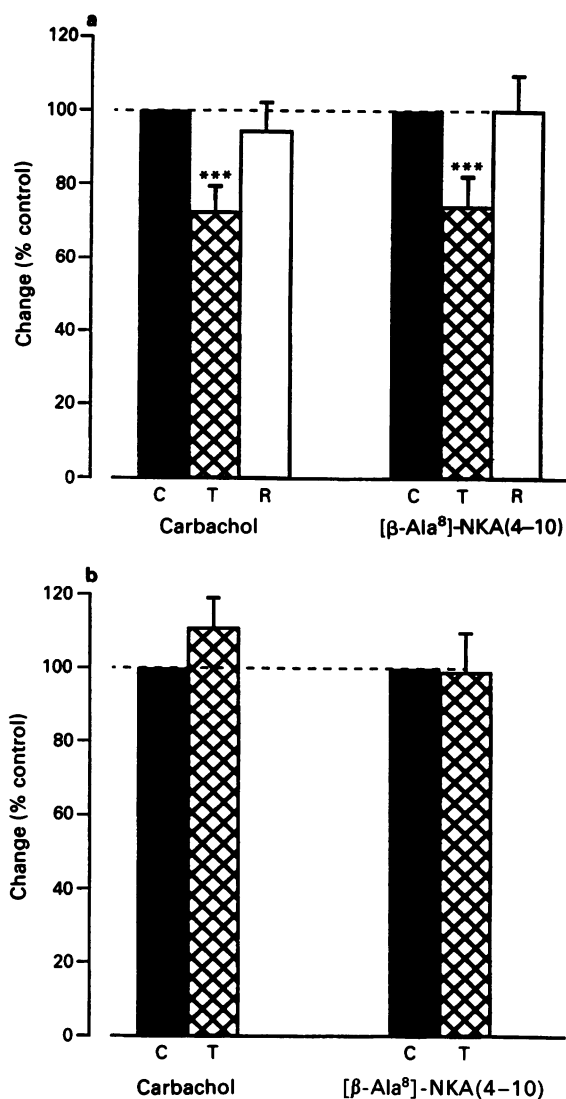 a
120
100
80
60
40
20
0
Change (% control)
***
***
C T R C T R
Carbachol [β-Ala⁸]-NKA(4–10)
b
120
100
80
60
40
20
0
Change (% control)
C T C T
Carbachol [β-Ala⁸]-NKA(4–10)